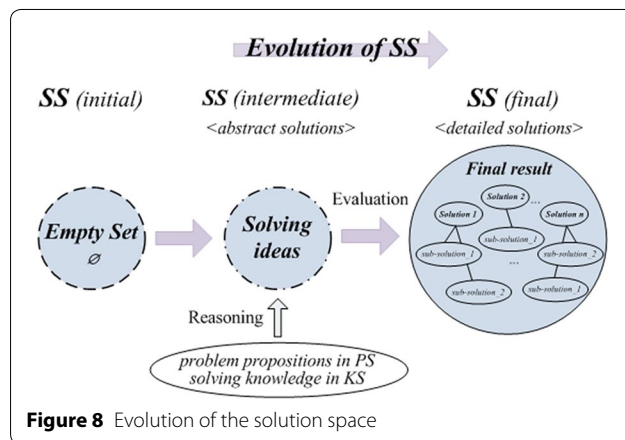 Evolution of SS
SS (initial)
SS (intermediate)
<abstract solutions>
SS (final)
<detailed solutions>
Empty Set
∅
Solving
ideas
Evaluation
Final result
Solution 1
Solution 2
...
Solution n
sub-solution_1
sub-solution_1
sub-solution_2
...
sub-solution_2
sub-solution_1
Reasoning
problem propositions in PS
solving knowledge in KS
Figure 8 Evolution of the solution space